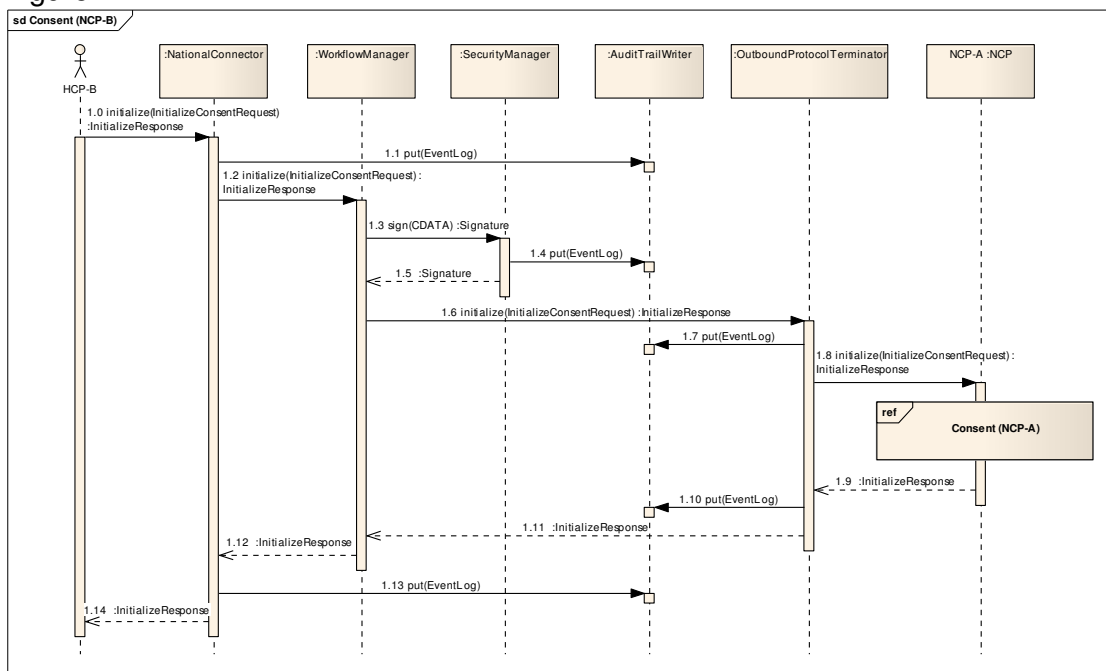 sd Consent (NCP-B)
HCP-B
:NationalConnector
:WorkflowManager
:SecurityManager
:AuditTrailWriter
:OutboundProtocolTerminator
NCP-A :NCP
1.0 initialize(InitializeConsentRequest)
:InitializeResponse
1.1 put(EventLog)
1.2 initialize(InitializeConsentRequest) :
InitializeResponse
1.3 sign(CDATA) :Signature
1.4 put(EventLog)
1.5 :Signature
1.6 initialize(InitializeConsentRequest) :InitializeResponse
1.7 put(EventLog)
1.8 initialize(InitializeConsentRequest) :
InitializeResponse
ref
Consent (NCP-A)
1.9 :InitializeResponse
1.10 put(EventLog)
1.11 :InitializeResponse
1.12 :InitializeResponse
1.13 put(EventLog)
1.14 :InitializeResponse